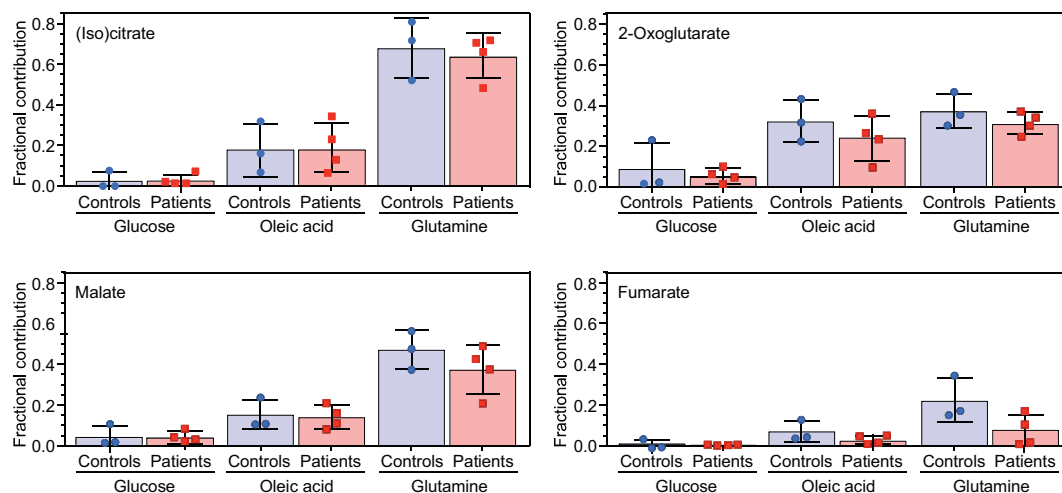 (Iso)citrate
Fractional contribution
0.8
0.6
0.4
0.2
0.0
Controls Patients Controls Patients Controls Patients
Glucose Oleic acid Glutamine
2-Oxoglutarate
Fractional contribution
0.8
0.6
0.4
0.2
0.0
Controls Patients Controls Patients Controls Patients
Glucose Oleic acid Glutamine
Malate
Fractional contribution
0.8
0.6
0.4
0.2
0.0
Controls Patients Controls Patients Controls Patients
Glucose Oleic acid Glutamine
Fumarate
Fractional contribution
0.8
0.6
0.4
0.2
0.0
Controls Patients Controls Patients Controls Patients
Glucose Oleic acid Glutamine